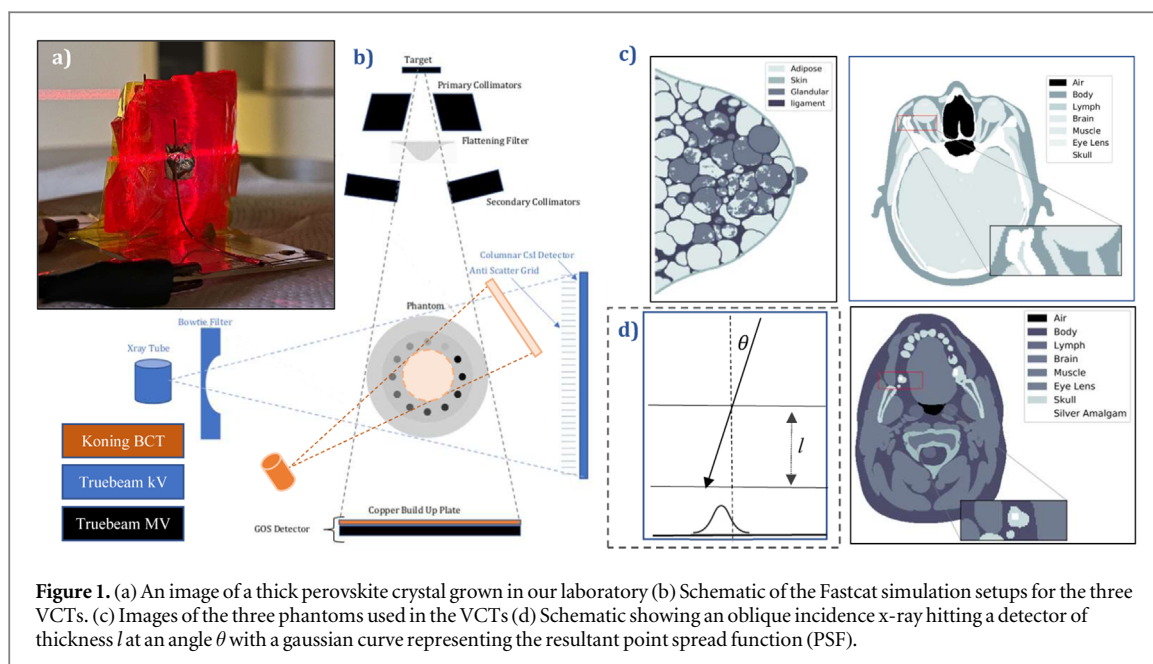 a)
b)
Target
Primary Collimators
Flattening Filter
Secondary Collimators
Columnar CsI Detector
Anti Scatter Grid
Phantom
Bowtie Filter
Xray Tube
Koning BCT
Truebeam kV
Truebeam MV
Copper Build Up Plate
GOS Detector
c)
Adipose
Skin
Glandular
ligament
Air
Body
Lymph
Brain
Muscle
Eye Lens
Skull
d)
θ
l
Air
Body
Lymph
Brain
Muscle
Eye Lens
Skull
Silver Amalgam
Figure 1. (a) An image of a thick perovskite crystal grown in our laboratory (b) Schematic of the Fastcat simulation setups for the three
VCTs. (c) Images of the three phantoms used in the VCTs (d) Schematic showing an oblique incidence x-ray hitting a detector of
thickness l at an angle θ with a gaussian curve representing the resultant point spread function (PSF).